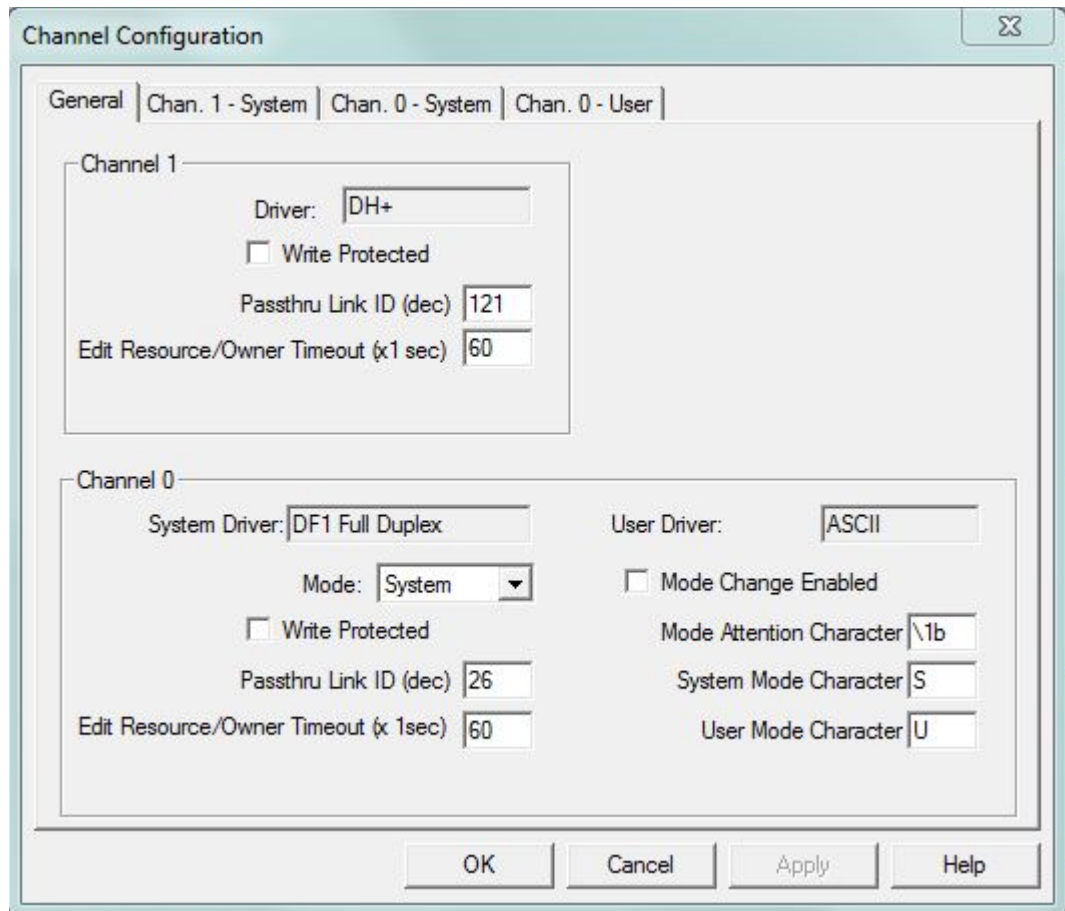 Channel Configuration
General Chan. 1 - System Chan. 0 - System Chan. 0 - User
Channel 1
Driver: DH+
Write Protected
Passthru Link ID (dec) 121
Edit Resource/Owner Timeout (x1 sec) 60
Channel 0
System Driver: DF1 Full Duplex User Driver: ASCII
Mode: System Mode Change Enabled
Write Protected Mode Attention Character \1b
Passthru Link ID (dec) 26 System Mode Character S
Edit Resource/Owner Timeout (x 1sec) 60 User Mode Character U
OK Cancel Apply Help